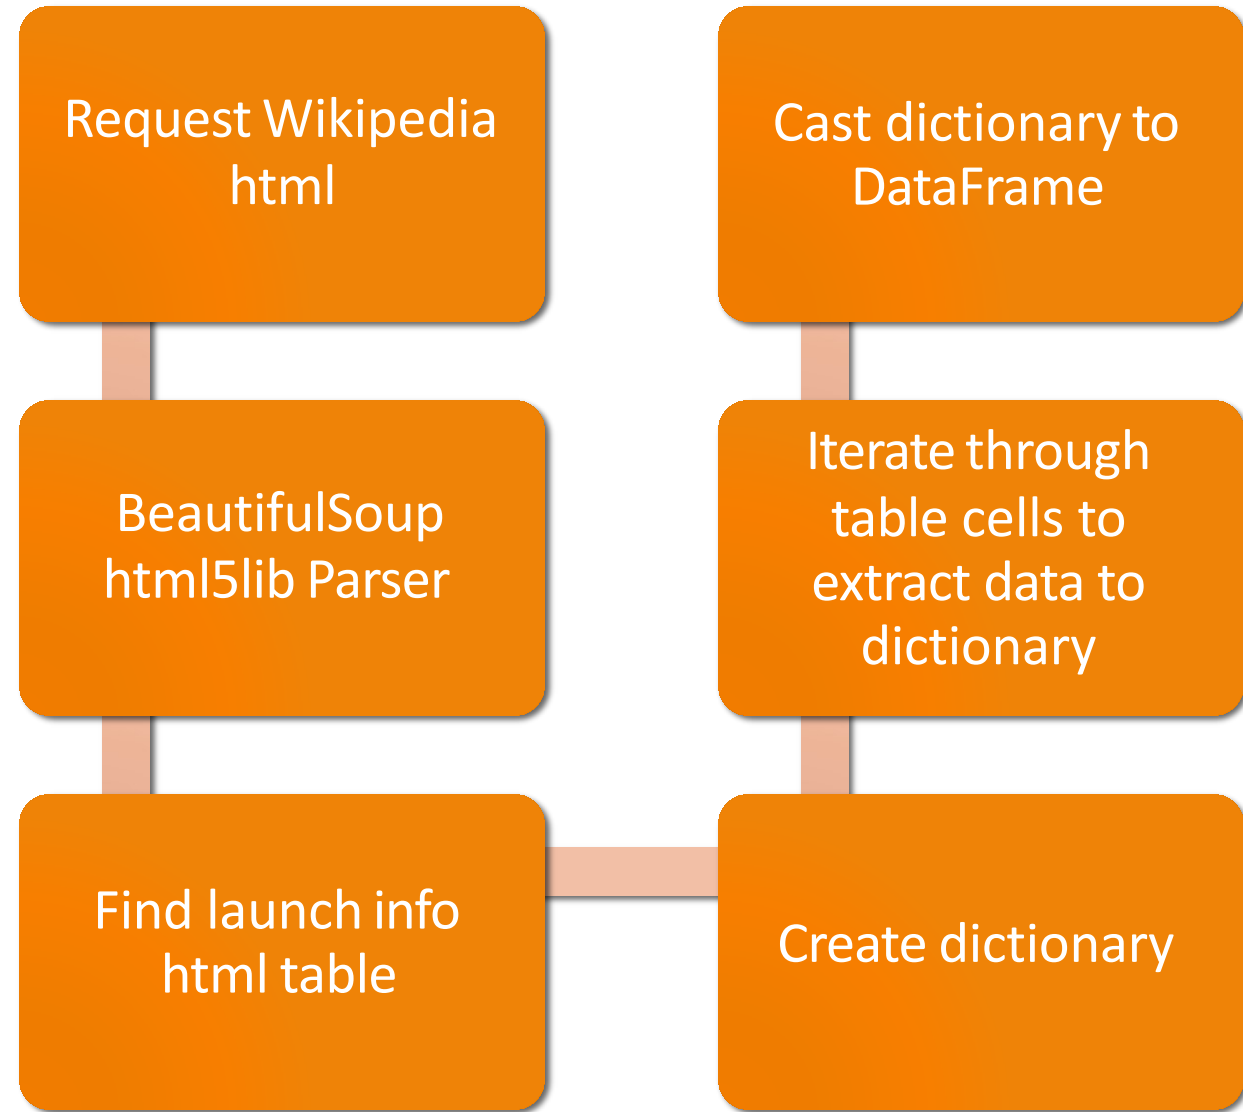 Request Wikipedia
html
BeautifulSoup
html5lib Parser
Find launch info
html table
Create dictionary
Iterate through
table cells to
extract data to
dictionary
Cast dictionary to
DataFrame